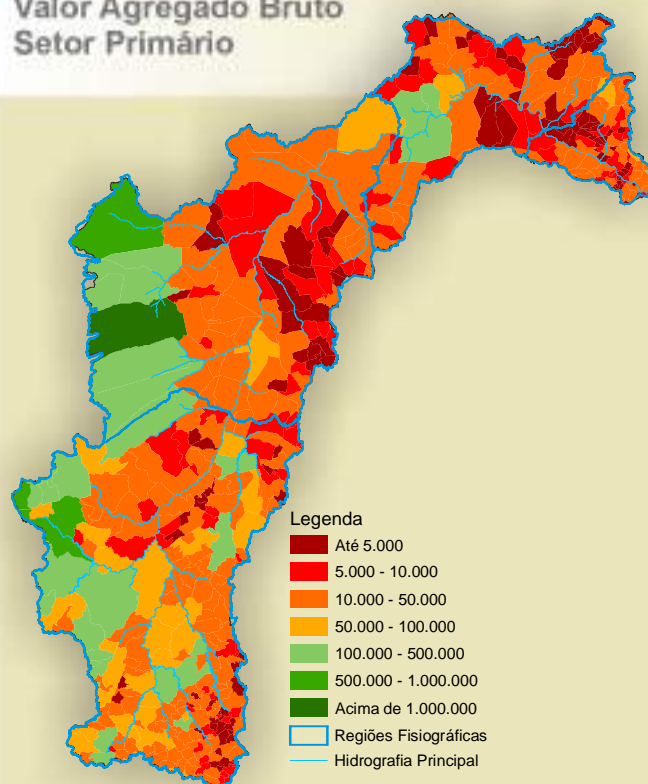 Valor Agregado Bruto
Setor Primário
Legenda
Até 5.000
5.000 - 10.000
10.000 - 50.000
50.000 - 100.000
100.000 - 500.000
500.000 - 1.000.000
Acima de 1.000.000
Regiões Fisiográficas
Hidrografia Principal